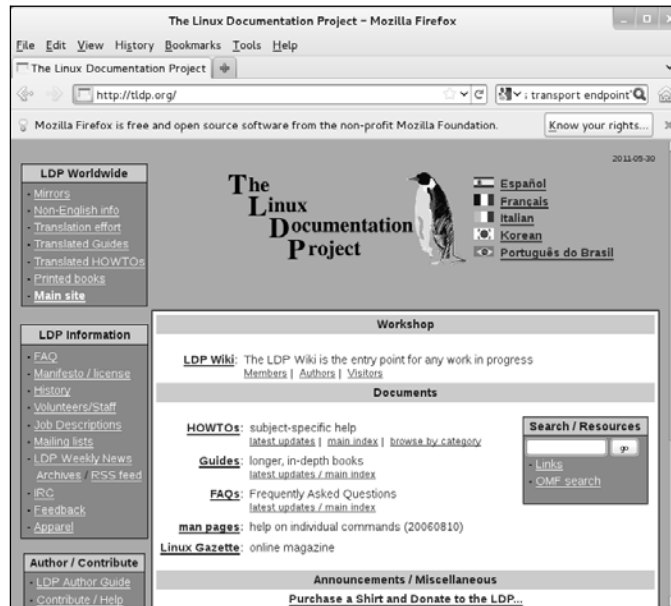 The Linux Documentation Project – Mozilla Firefox
File Edit View History Bookmarks Tools Help
The Linux Documentation Project
http://tldp.org/
: transport endpoint"
Mozilla Firefox is free and open source software from the non-profit Mozilla Foundation.
Know your rights...
2011-05-30
LDP Worldwide
- Mirrors
- Non-English info
- Translation effort
- Translated Guides
- Translated HOWTOs
- Printed books
- Main site
The
Linux
Documentation
Project
Español
Français
Italian
Korean
Português do Brasil
LDP Information
- FAQ
- Manifesto / license
- History
- Volunteers/Staff
- Job Descriptions
- Mailing lists
- LDP Weekly News
Archives / RSS feed
- IRC
- Feedback
- Apparel
Author / Contribute
- LDP Author Guide
- Contribute / Help
Workshop
LDP Wiki: The LDP Wiki is the entry point for any work in progress
Members | Authors | Visitors
Documents
HOWTOs: subject-specific help
latest updates | main index | browse by category
Guides: longer, in-depth books
latest updates / main index
FAQs: Frequently Asked Questions
latest updates / main index
man pages: help on individual commands (20060810)
Linux Gazette: online magazine
Search / Resources
go
- Links
- OMF search
Announcements / Miscellaneous
Purchase a Shirt and Donate to the LDP...